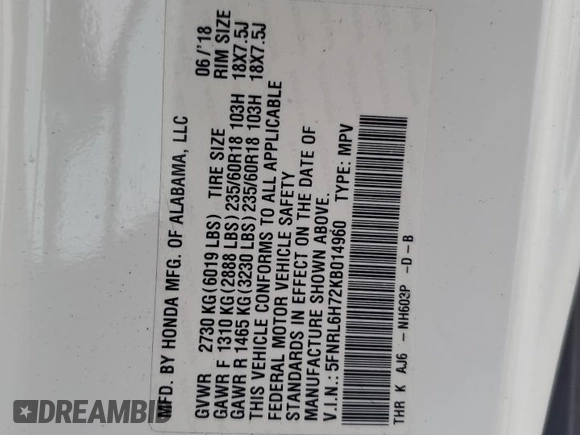 MFD. BY HONDA MFG. OF ALABAMA, LLC 06/'18
GVWR 2730 KG(6019 LBS) TIRE SIZE RIM SIZE
GAWR F 1310 KG(2888 LBS) 235/60R18 103H 18X7.5J
GAWR R 1465 KG(3230 LBS) 235/60R18 103H 18X7.5J
THIS VEHICLE CONFORMS TO ALL APPLICABLE
FEDERAL MOTOR VEHICLE SAFETY
STANDARDS IN EFFECT ON THE DATE OF
MANUFACTURE SHOWN ABOVE.
V.I.N.: 5FNRL6H72KB014960 TYPE: MPV
THR K AJ6 - NH603P -D-B
DREAMBID